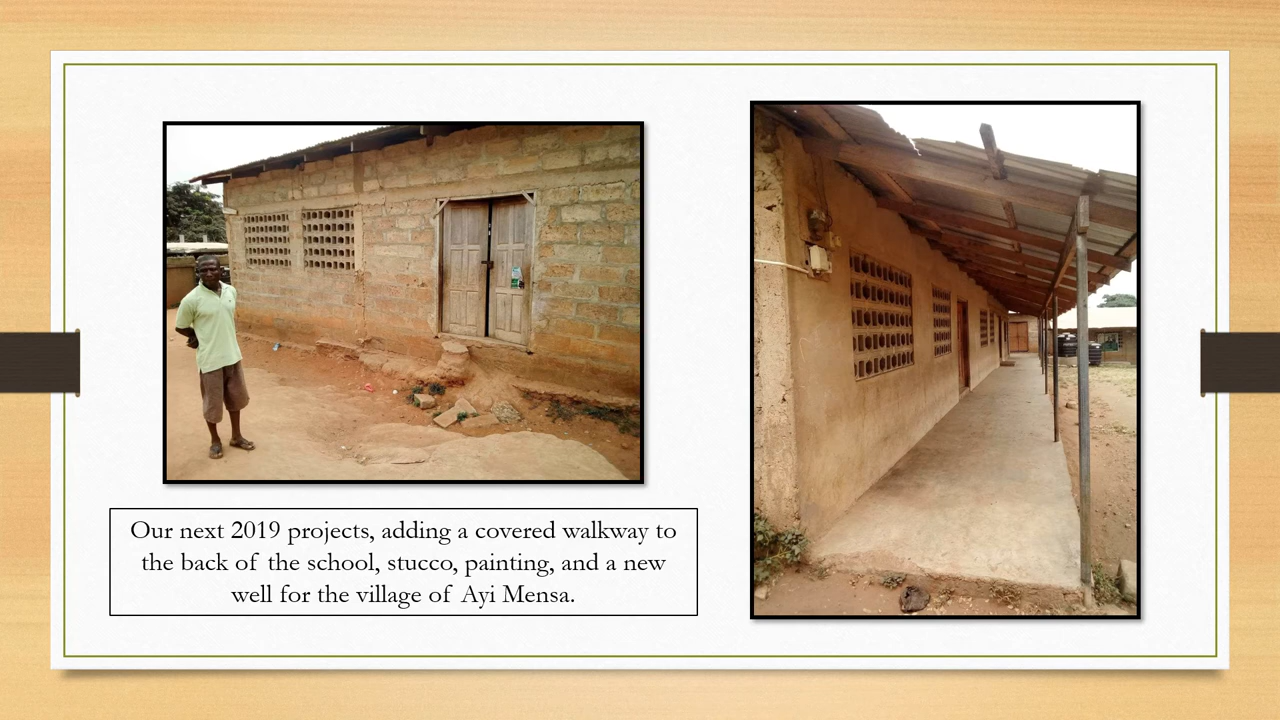 Our next 2019 projects, adding a covered walkway to
the back of the school, stucco, painting, and a new
well for the village of Ayi Mensa.